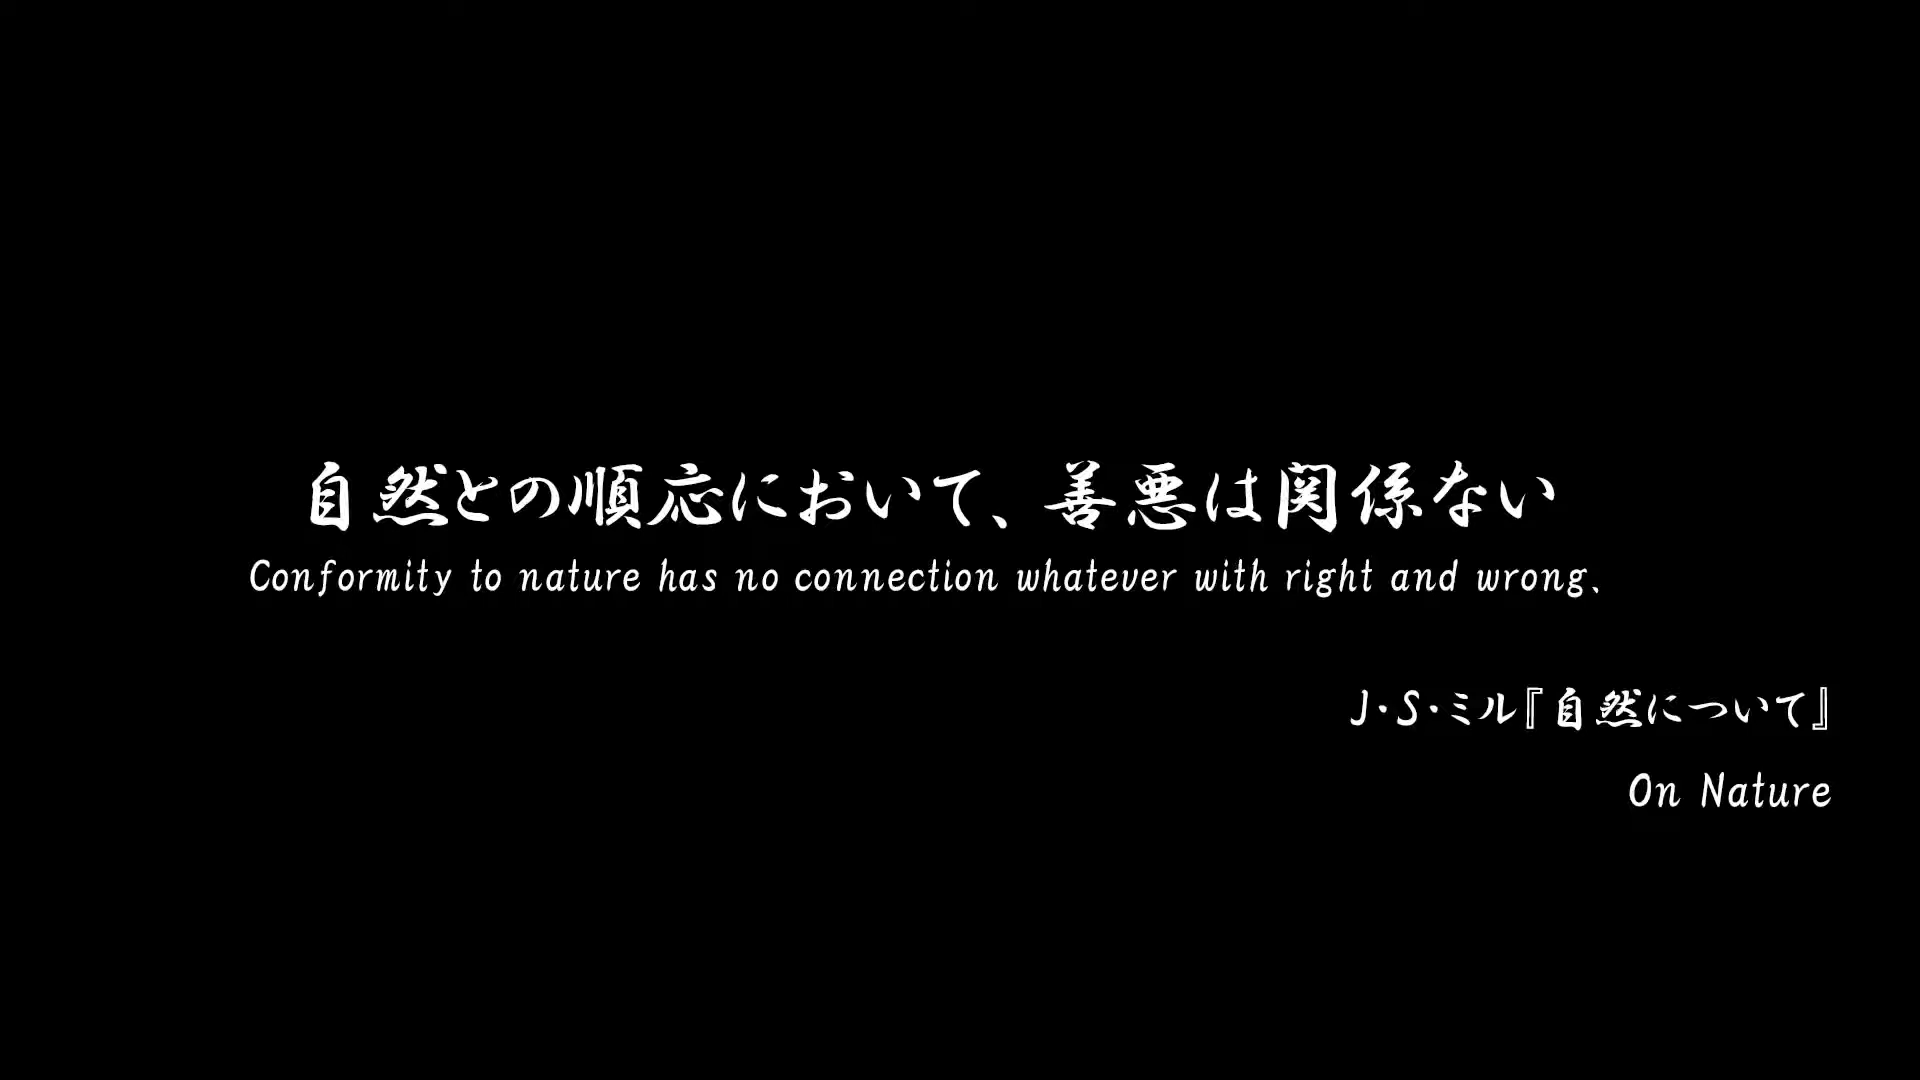 自然との順応において、善悪は関係ない
Conformity to nature has no connection whatever with right and wrong、
J・S・ミル『自然について』
On Nature